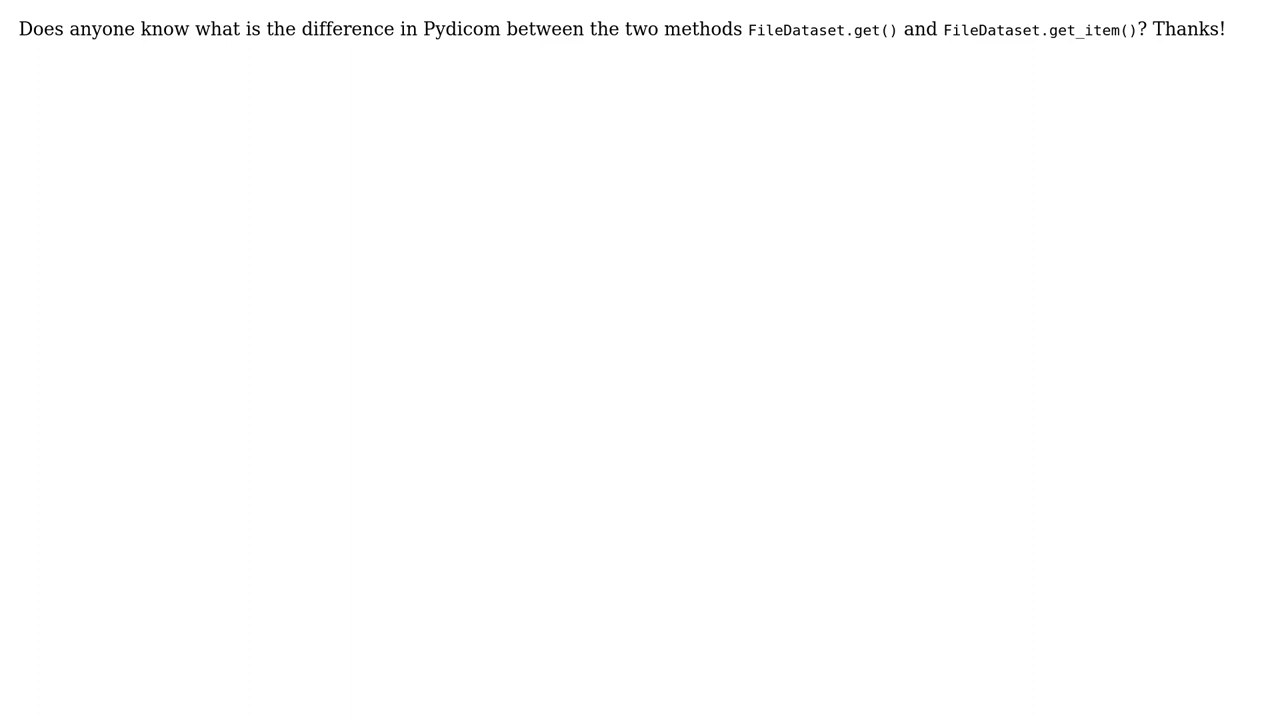 Does anyone know what is the difference in Pydicom between the two methods FileDataset.get() and FileDataset.get_item()? Thanks!